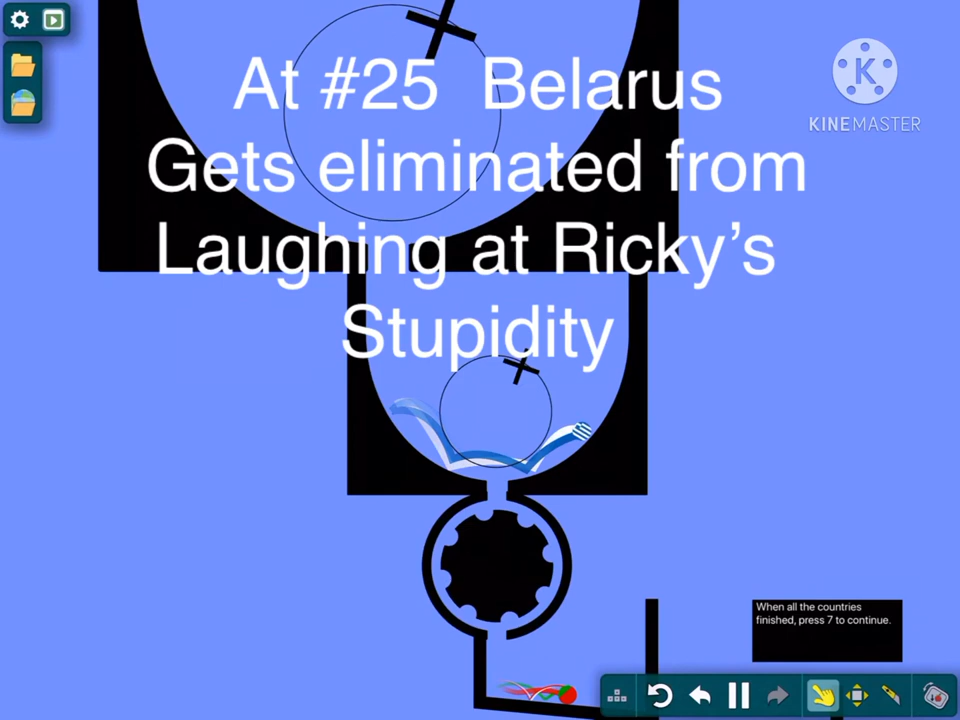 At #25 Belarus
Gets eliminated from
Laughing at Ricky’s
Stupidity
K
KINEMASTER
When all the countries
finished, press 7 to continue.